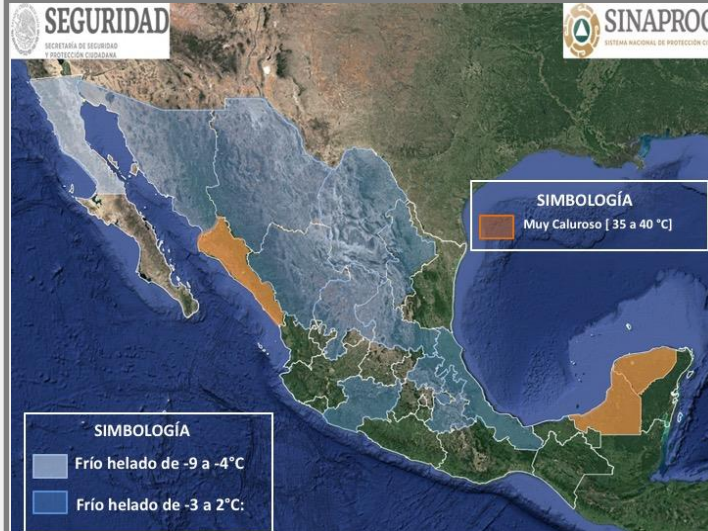 SEGURIDAD
SECRETARÍA DE SEGURIDAD
Y PROTECCIÓN CIUDADANA
SINAPROC
SISTEMA NACIONAL DE PROTECCIÓN CI
SIMBOLOGÍA
Muy Caluroso [ 35 a 40 °C]
SIMBOLOGÍA
Frío helado de -9 a -4°C
Frío helado de -3 a 2°C: